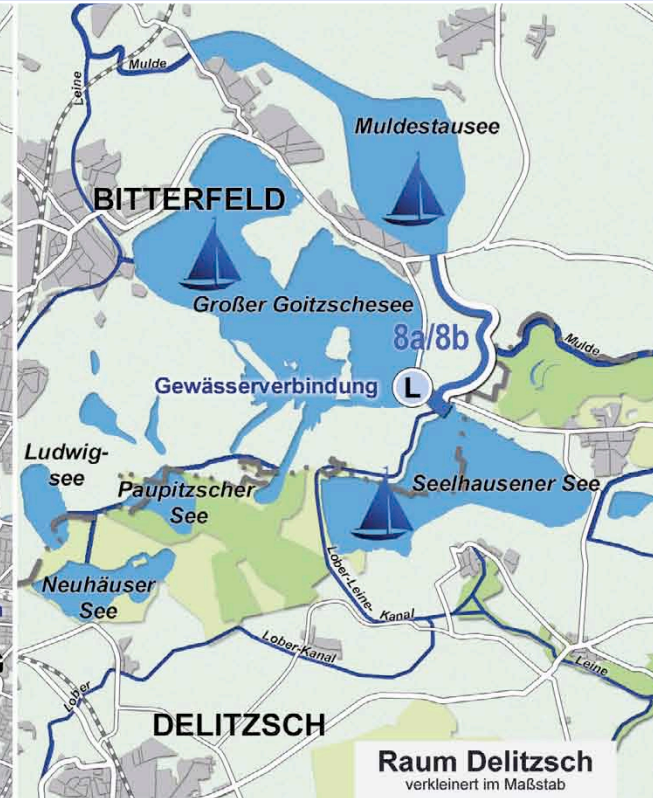 Mulde
Leine
Muldestausee
BITTERFELD
Großer Goitzschesee
8a/8b
Mulde
Gewässerverbindung
L
Ludwig-
see
Paupitzscher
See
Seelhausener See
Neuhäuser
See
Lober-Leine-
Kanal
Lober-Kanal
Leine
Lober
DELITZSCH
Raum Delitzsch
verkleinert im Maßstab